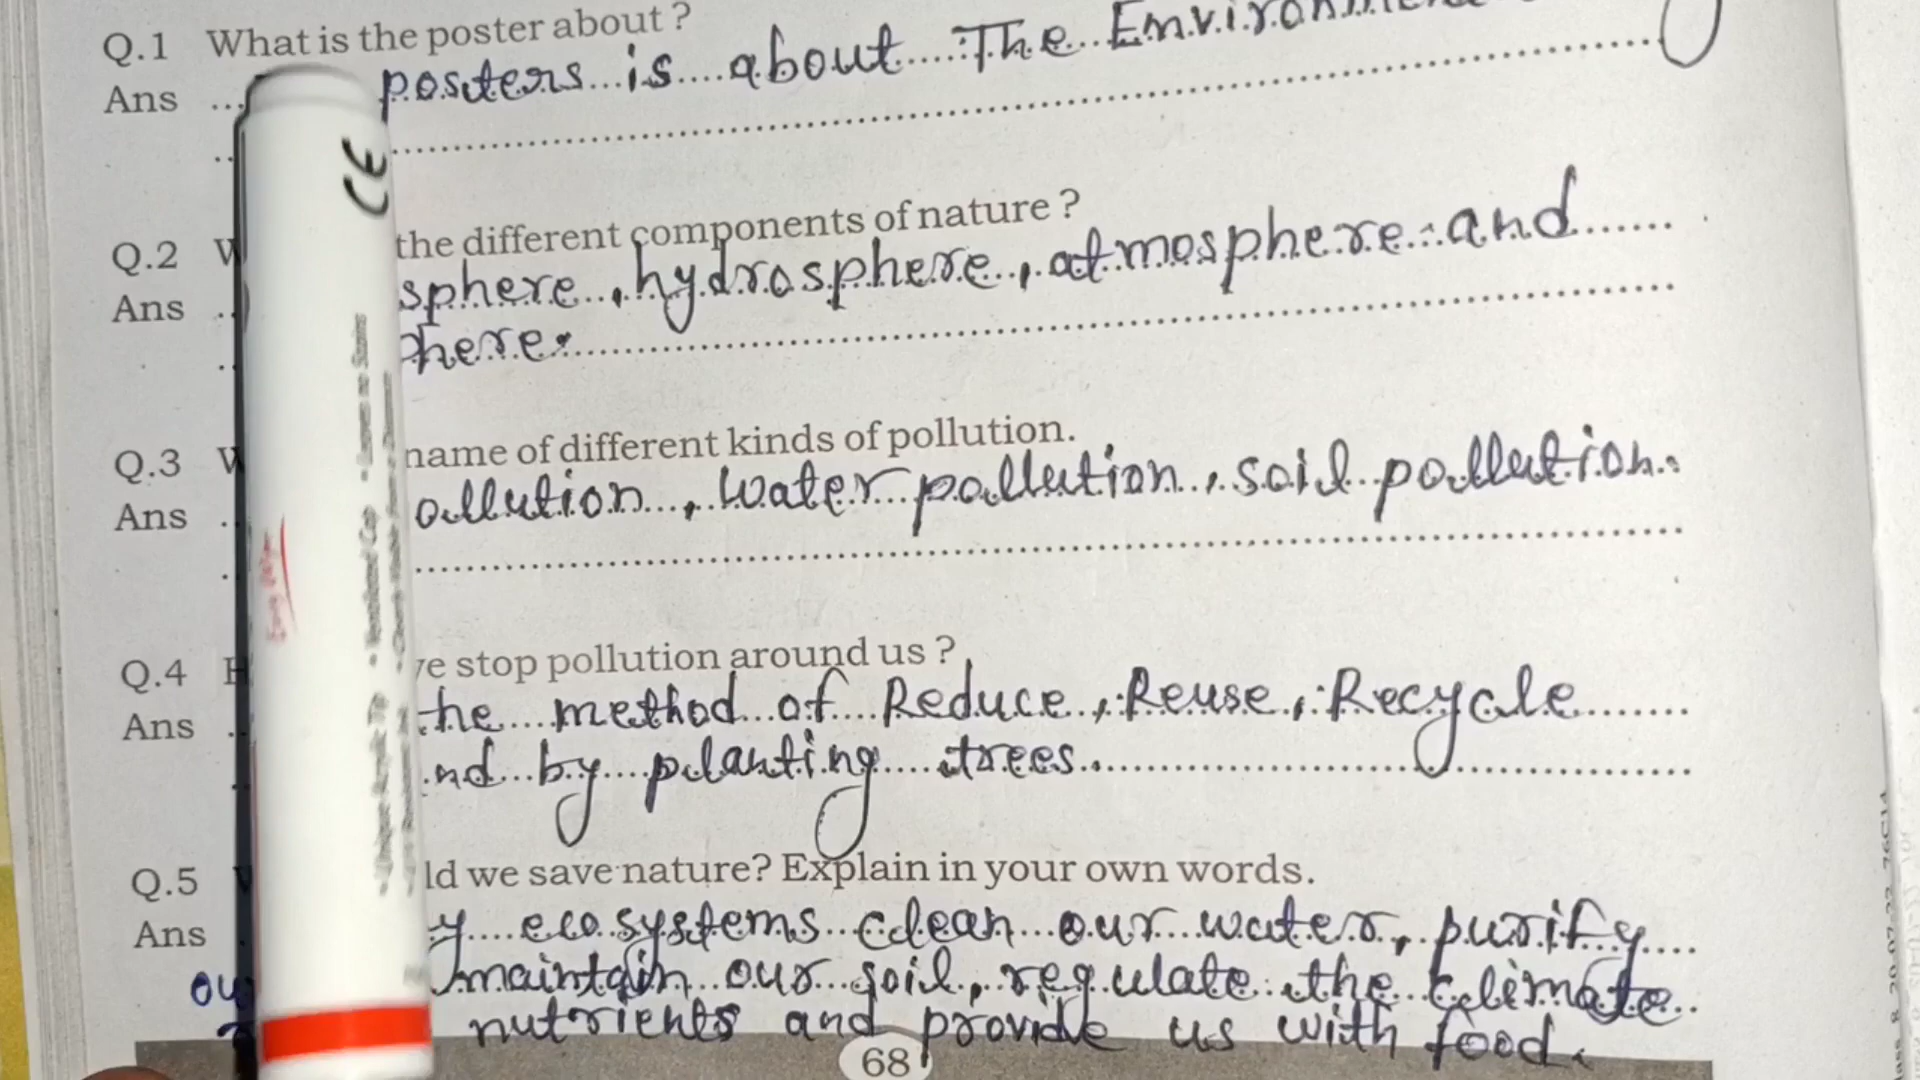 Q.1 What is the poster about ?
Ans posters is about The
Q.2 the different components of nature ?
Ans sphere, hydrosphere, atmosphere and
here.
Q.3 name of different kinds of pollution.
Ans ollution, water pollution, soil pollution.
Q.4 H ve stop pollution around us ?
Ans the method of Reduce, Reuse, Recycle
nd by planting trees.
Q.5 ld we save nature? Explain in your own words.
Ans y ecosystems clean our water, purify
ou maintain our soil, regulate the climate
nutrients and provide us with food.
68
CE